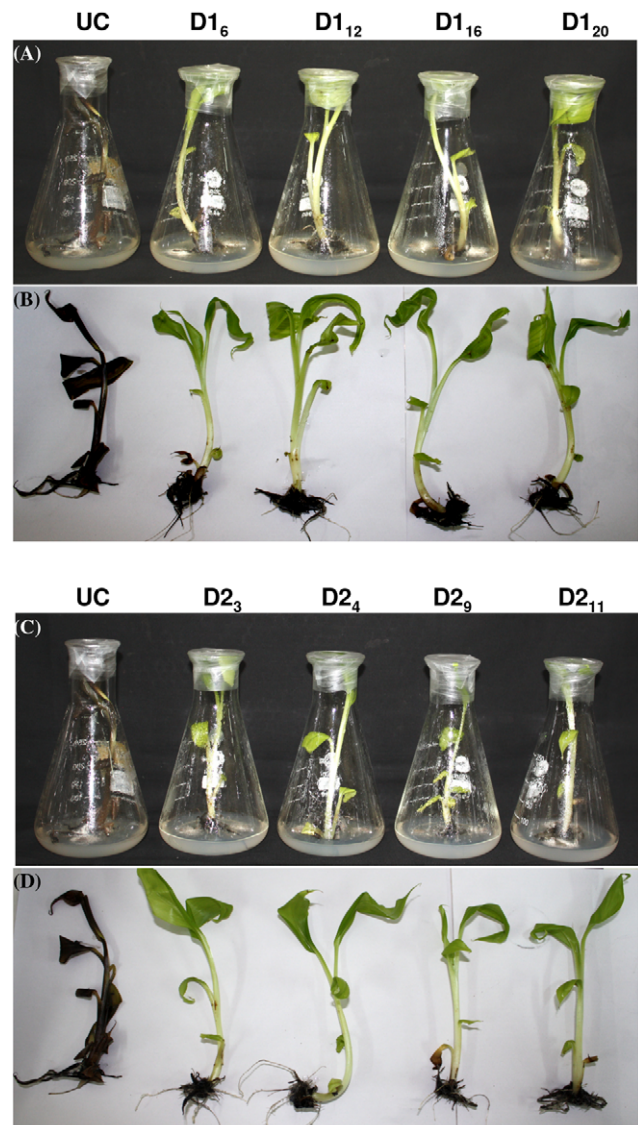 UC D1₆ D1₁₂ D1₁₆ D1₂₀
(A)
(B)
UC D2₃ D2₄ D2₉ D2₁₁
(C)
(D)